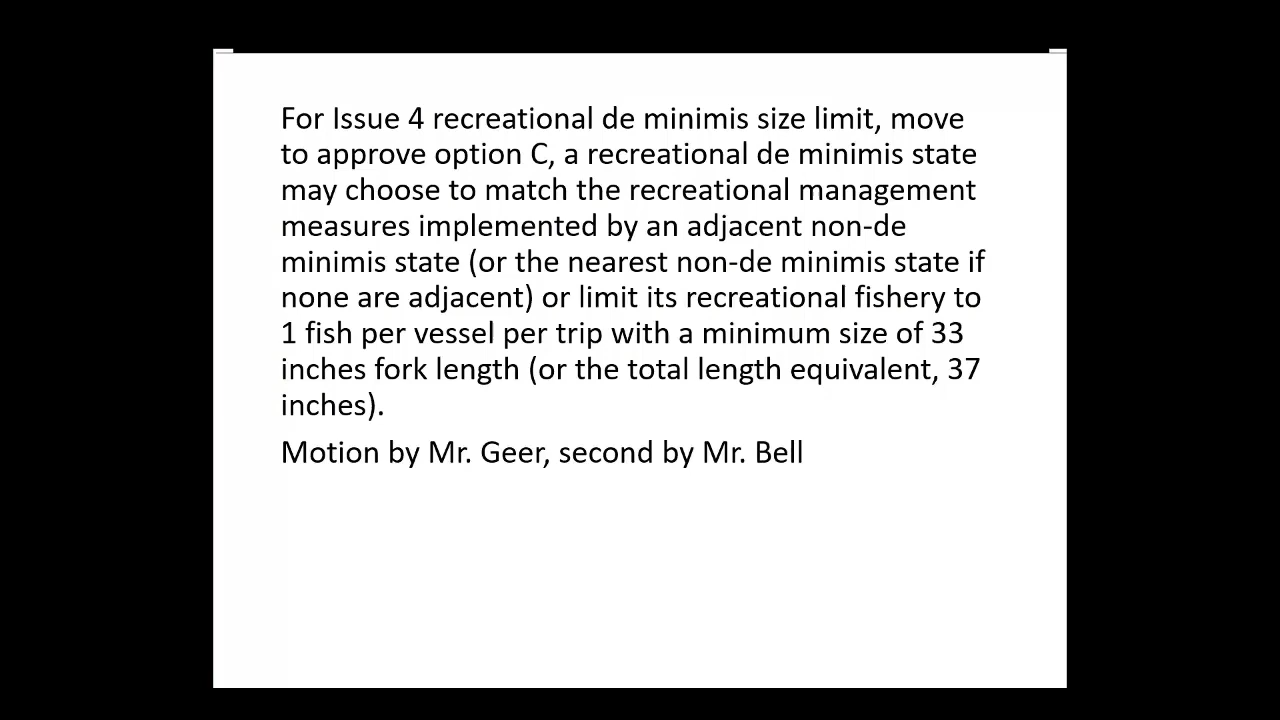 For Issue 4 recreational de minimis size limit, move
to approve option C, a recreational de minimis state
may choose to match the recreational management
measures implemented by an adjacent non-de
minimis state (or the nearest non-de minimis state if
none are adjacent) or limit its recreational fishery to
1 fish per vessel per trip with a minimum size of 33
inches fork length (or the total length equivalent, 37
inches).
Motion by Mr. Geer, second by Mr. Bell